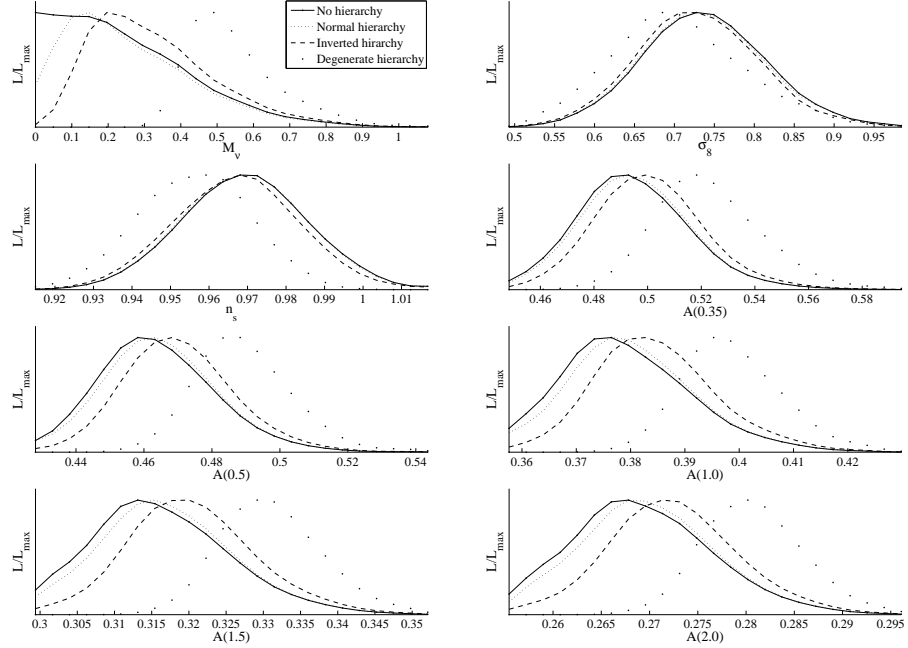 No hierarchy
Normal hierarchy
Inverted hirarchy
Degenerate hierarchy
L/L_max
0 0.1 0.2 0.3 0.4 0.5 0.6 0.7 0.8 0.9 1
M_ν
L/L_max
0.5 0.55 0.6 0.65 0.7 0.75 0.8 0.85 0.9 0.95
σ_8
L/L_max
0.92 0.93 0.94 0.95 0.96 0.97 0.98 0.99 1 1.01
n_s
L/L_max
0.46 0.48 0.5 0.52 0.54 0.56 0.58
A(0.35)
L/L_max
0.44 0.46 0.48 0.5 0.52 0.54
A(0.5)
L/L_max
0.36 0.37 0.38 0.39 0.4 0.41 0.42
A(1.0)
L/L_max
0.3 0.305 0.31 0.315 0.32 0.325 0.33 0.335 0.34 0.345 0.35
A(1.5)
L/L_max
0.26 0.265 0.27 0.275 0.28 0.285 0.29 0.295
A(2.0)